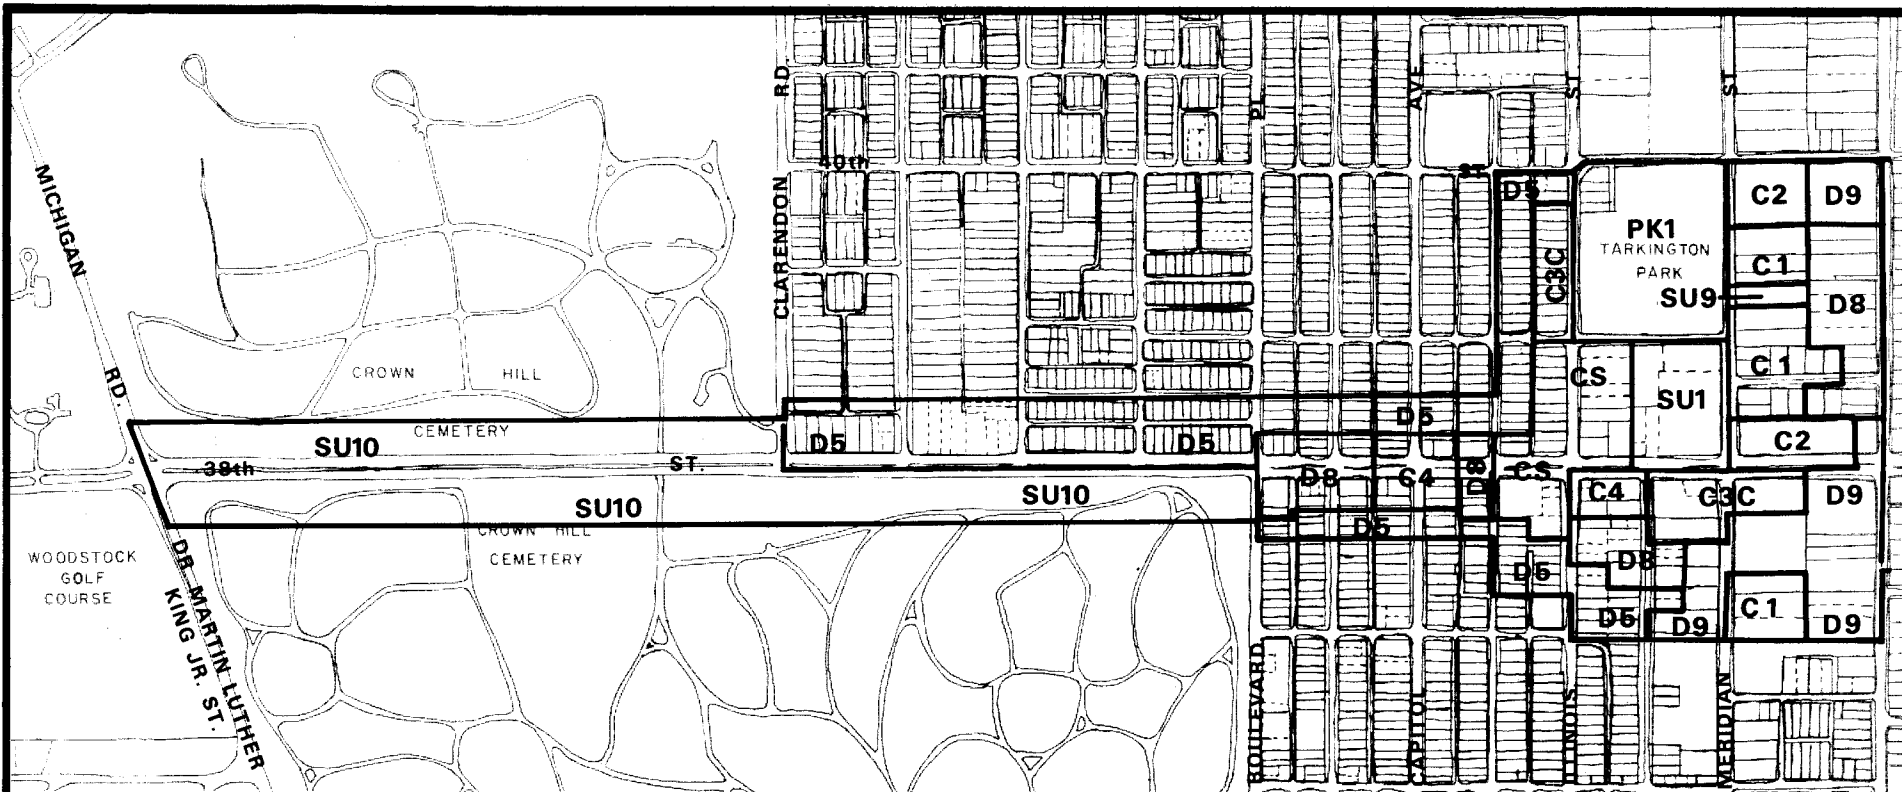 RD.
PL
AVE
ST
ST
40th
ST.
MICHIGAN
RD.
CLARENDON
D5
C3C
PK1
TARKINGTON
PARK
C2
D9
C1
SU9
D8
C1
CROWN
HILL
CEMETERY
CS
SU1
D5
C2
SU10
D5
D5
38th
ST.
D8
C4
D8
CS
SU10
SU10
C4
C3C
D9
CROWN HILL
CEMETERY
D5
WOODSTOCK
GOLF
COURSE
D5
D8
D5
D9
C1
D9
DR. MARTIN LUTHER
KING JR. ST.
BOULEVARD
CAPITOL
ILLINOIS
MERIDIAN